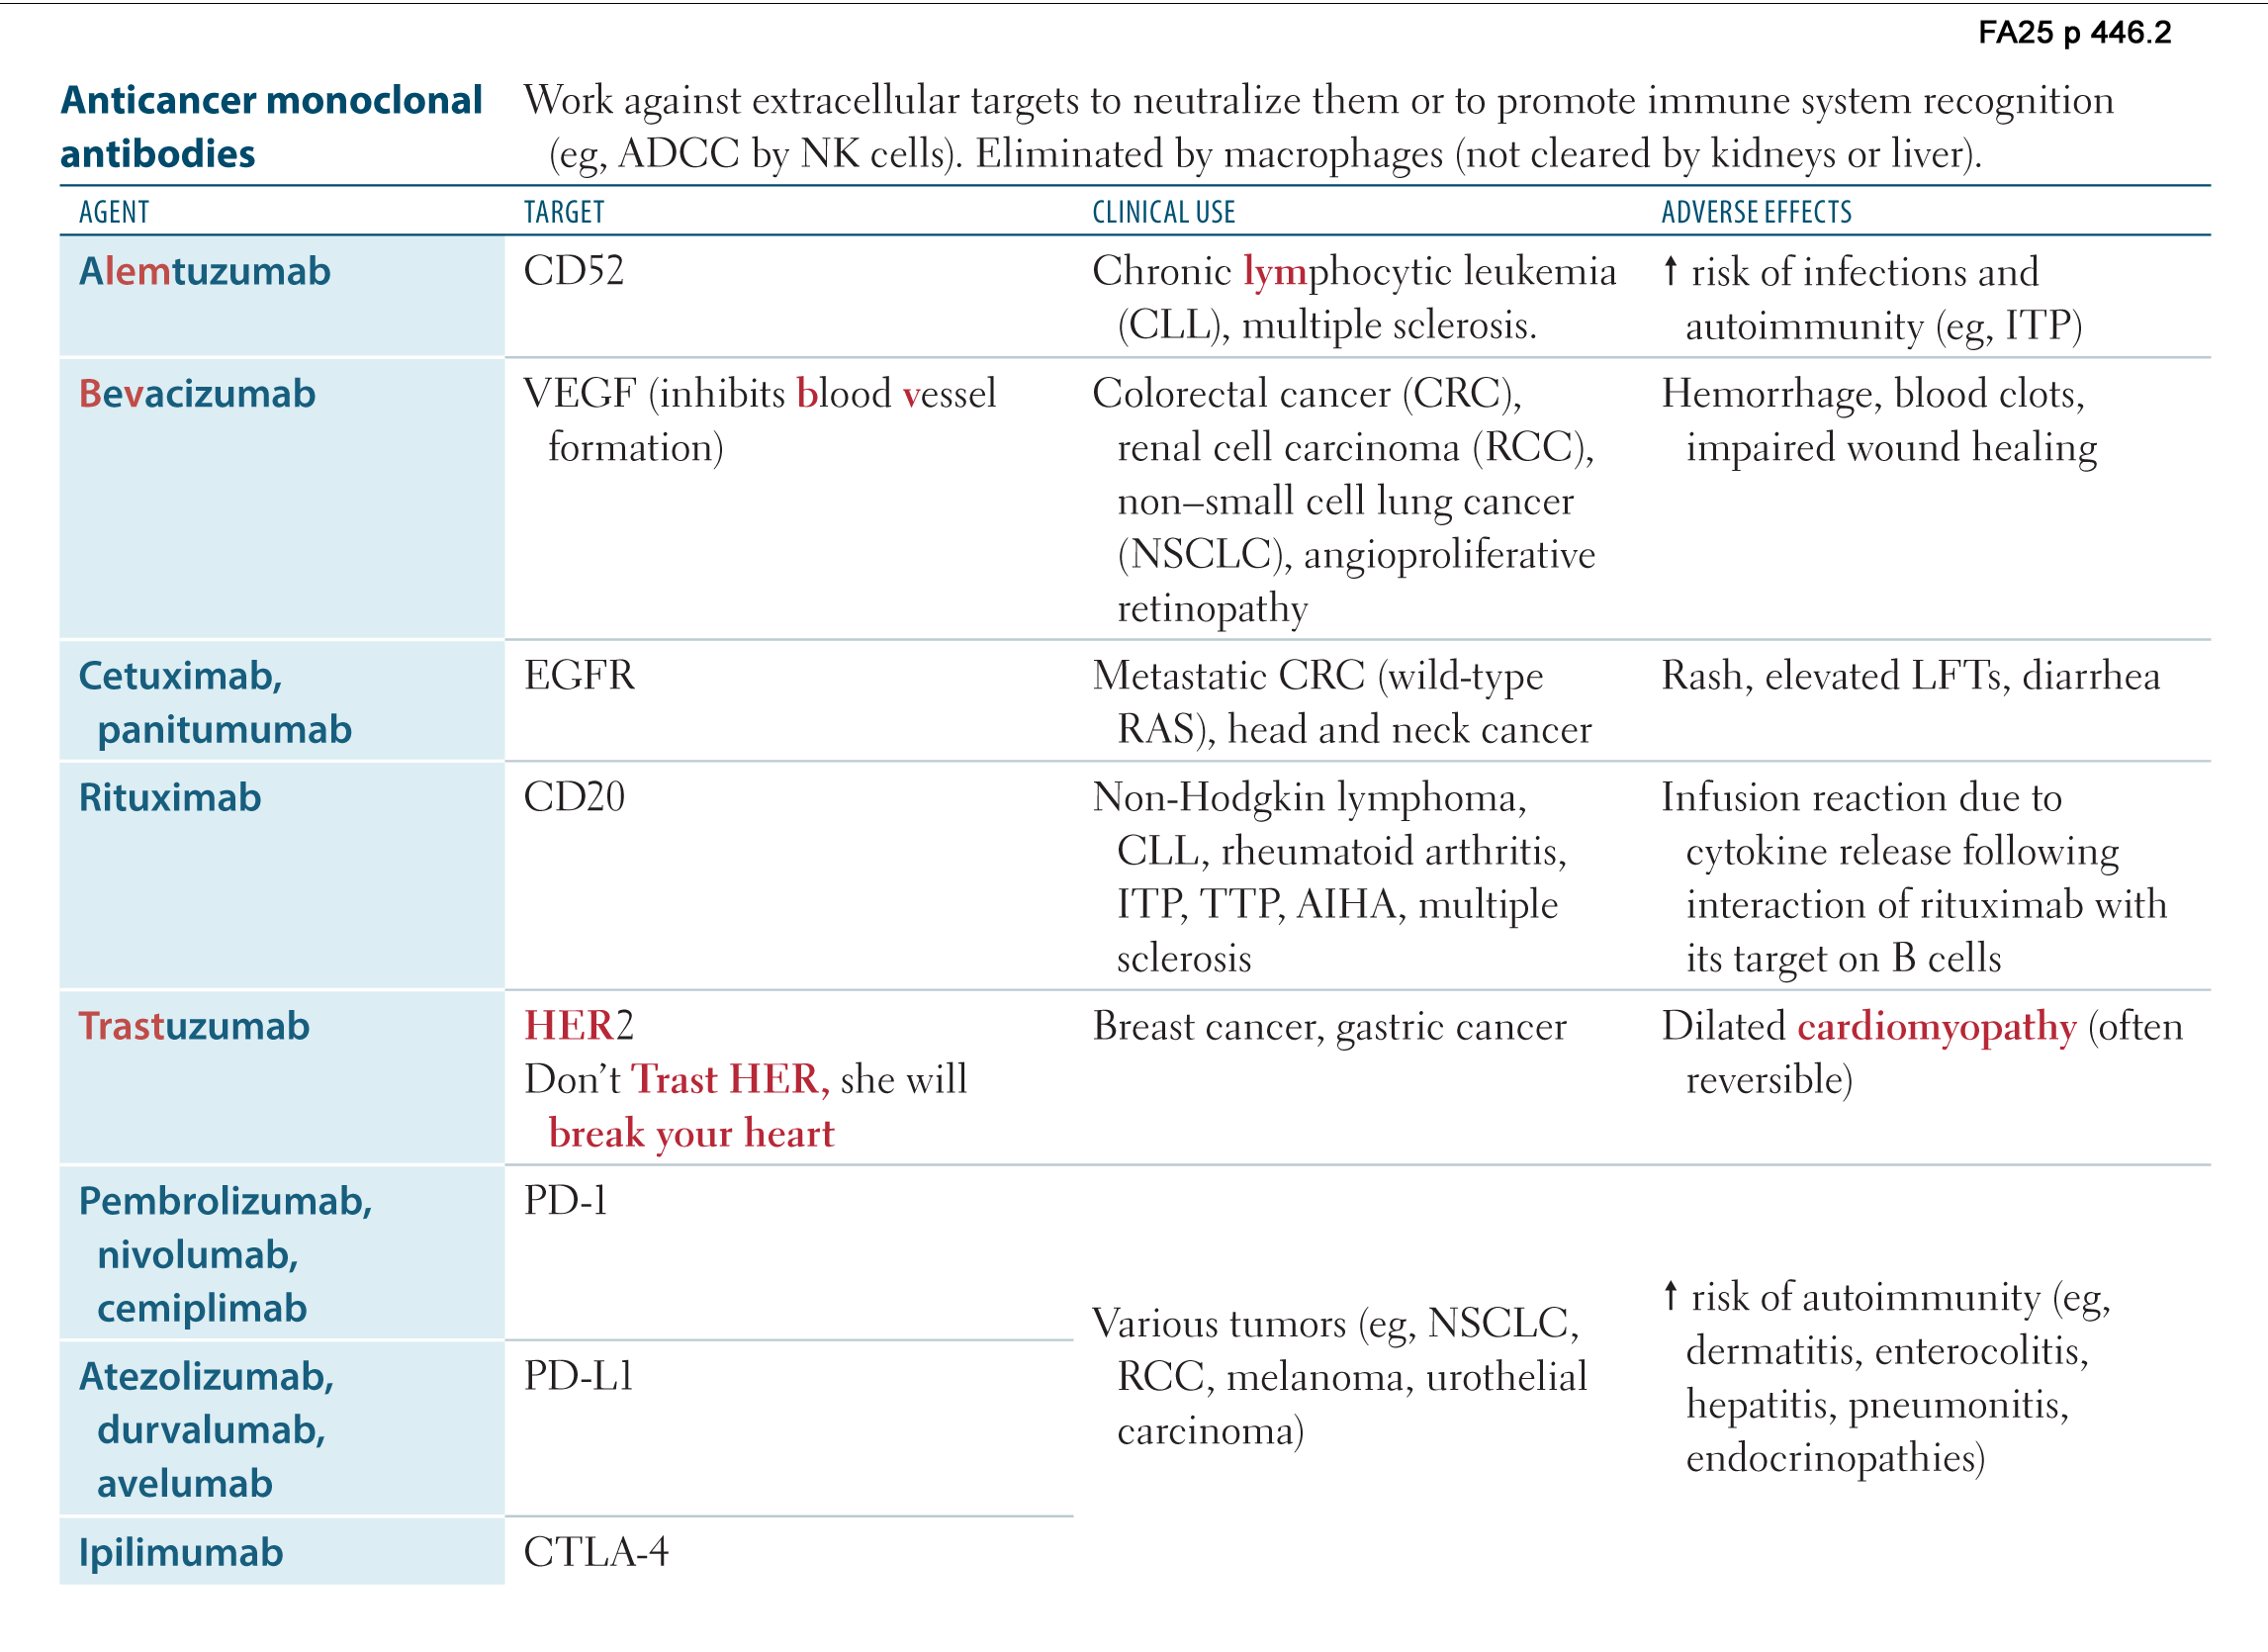 FA25 p 446.2
Anticancer monoclonal
antibodies
Work against extracellular targets to neutralize them or to promote immune system recognition
(eg, ADCC by NK cells). Eliminated by macrophages (not cleared by kidneys or liver).
AGENT TARGET CLINICAL USE ADVERSE EFFECTS
Alemtuzumab
CD52
Chronic lymphocytic leukemia
(CLL), multiple sclerosis.
↑ risk of infections and
autoimmunity (eg, ITP)
Bevacizumab
VEGF (inhibits blood vessel
formation)
Colorectal cancer (CRC),
renal cell carcinoma (RCC),
non–small cell lung cancer
(NSCLC), angioproliferative
retinopathy
Hemorrhage, blood clots,
impaired wound healing
Cetuximab,
panitumumab
EGFR
Metastatic CRC (wild-type
RAS), head and neck cancer
Rash, elevated LFTs, diarrhea
Rituximab
CD20
Non-Hodgkin lymphoma,
CLL, rheumatoid arthritis,
ITP, TTP, AIHA, multiple
sclerosis
Infusion reaction due to
cytokine release following
interaction of rituximab with
its target on B cells
Trastuzumab
HER2
Don’t Trast HER, she will
break your heart
Breast cancer, gastric cancer
Dilated cardiomyopathy (often
reversible)
Pembrolizumab,
nivolumab,
cemiplimab
PD-1
Atezolizumab,
durvalumab,
avelumab
PD-L1
Ipilimumab
CTLA-4
Various tumors (eg, NSCLC,
RCC, melanoma, urothelial
carcinoma)
↑ risk of autoimmunity (eg,
dermatitis, enterocolitis,
hepatitis, pneumonitis,
endocrinopathies)